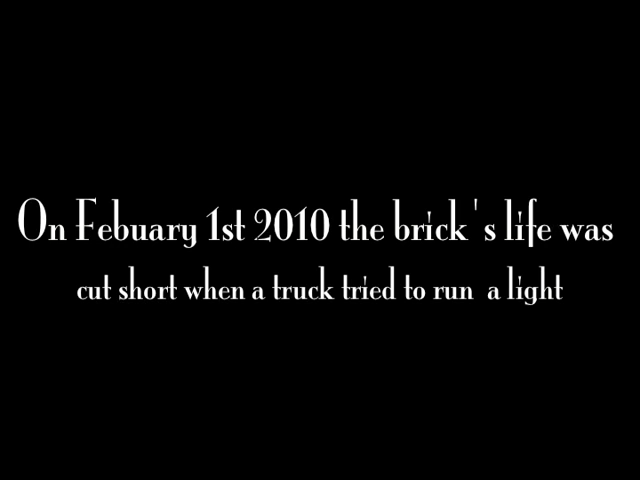 On Febuary 1st 2010 the brick's life was
cut short when a truck tried to run a light